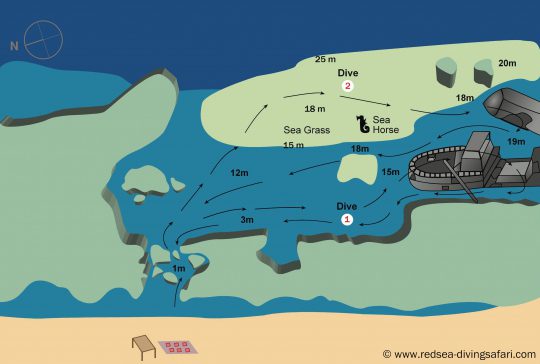 N
25 m
20m
Dive
2
18 m
18m
Sea
Horse
Sea Grass
15 m
18m
19m
12m
15m
Dive
1
3m
1m
© www.redsea-divingsafari.com